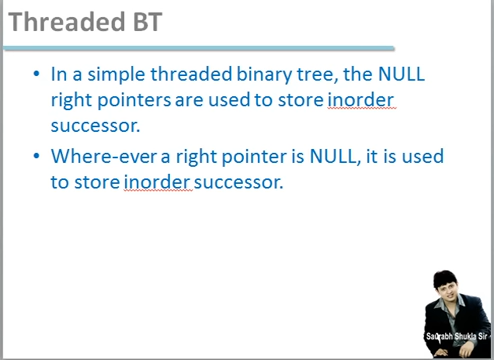 Threaded BT
• In a simple threaded binary tree, the NULL
right pointers are used to store inorder
successor.
• Where-ever a right pointer is NULL, it is used
to store inorder successor.
Saurabh Shukla Sir